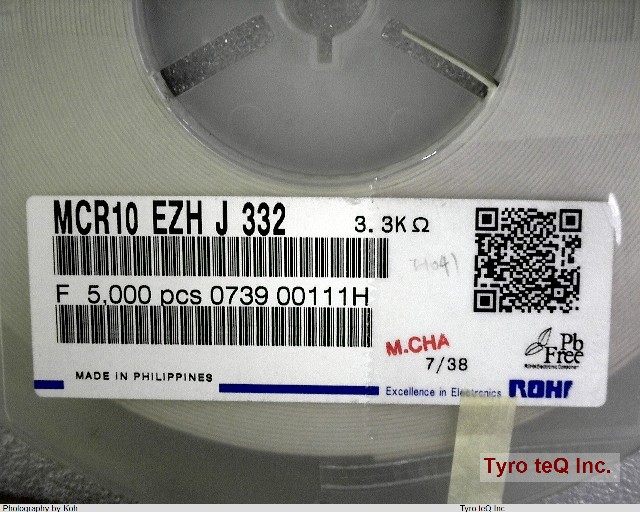 MCR10 EZH J 332 3.3KΩ
F 5,000 pcs 0739 00111H
M.CHA
7/38
Pb
Free
MADE IN PHILIPPINES
Excellence in Electronics ROHM
Tyro teQ Inc.
Photography by Koh Tyro teQ Inc